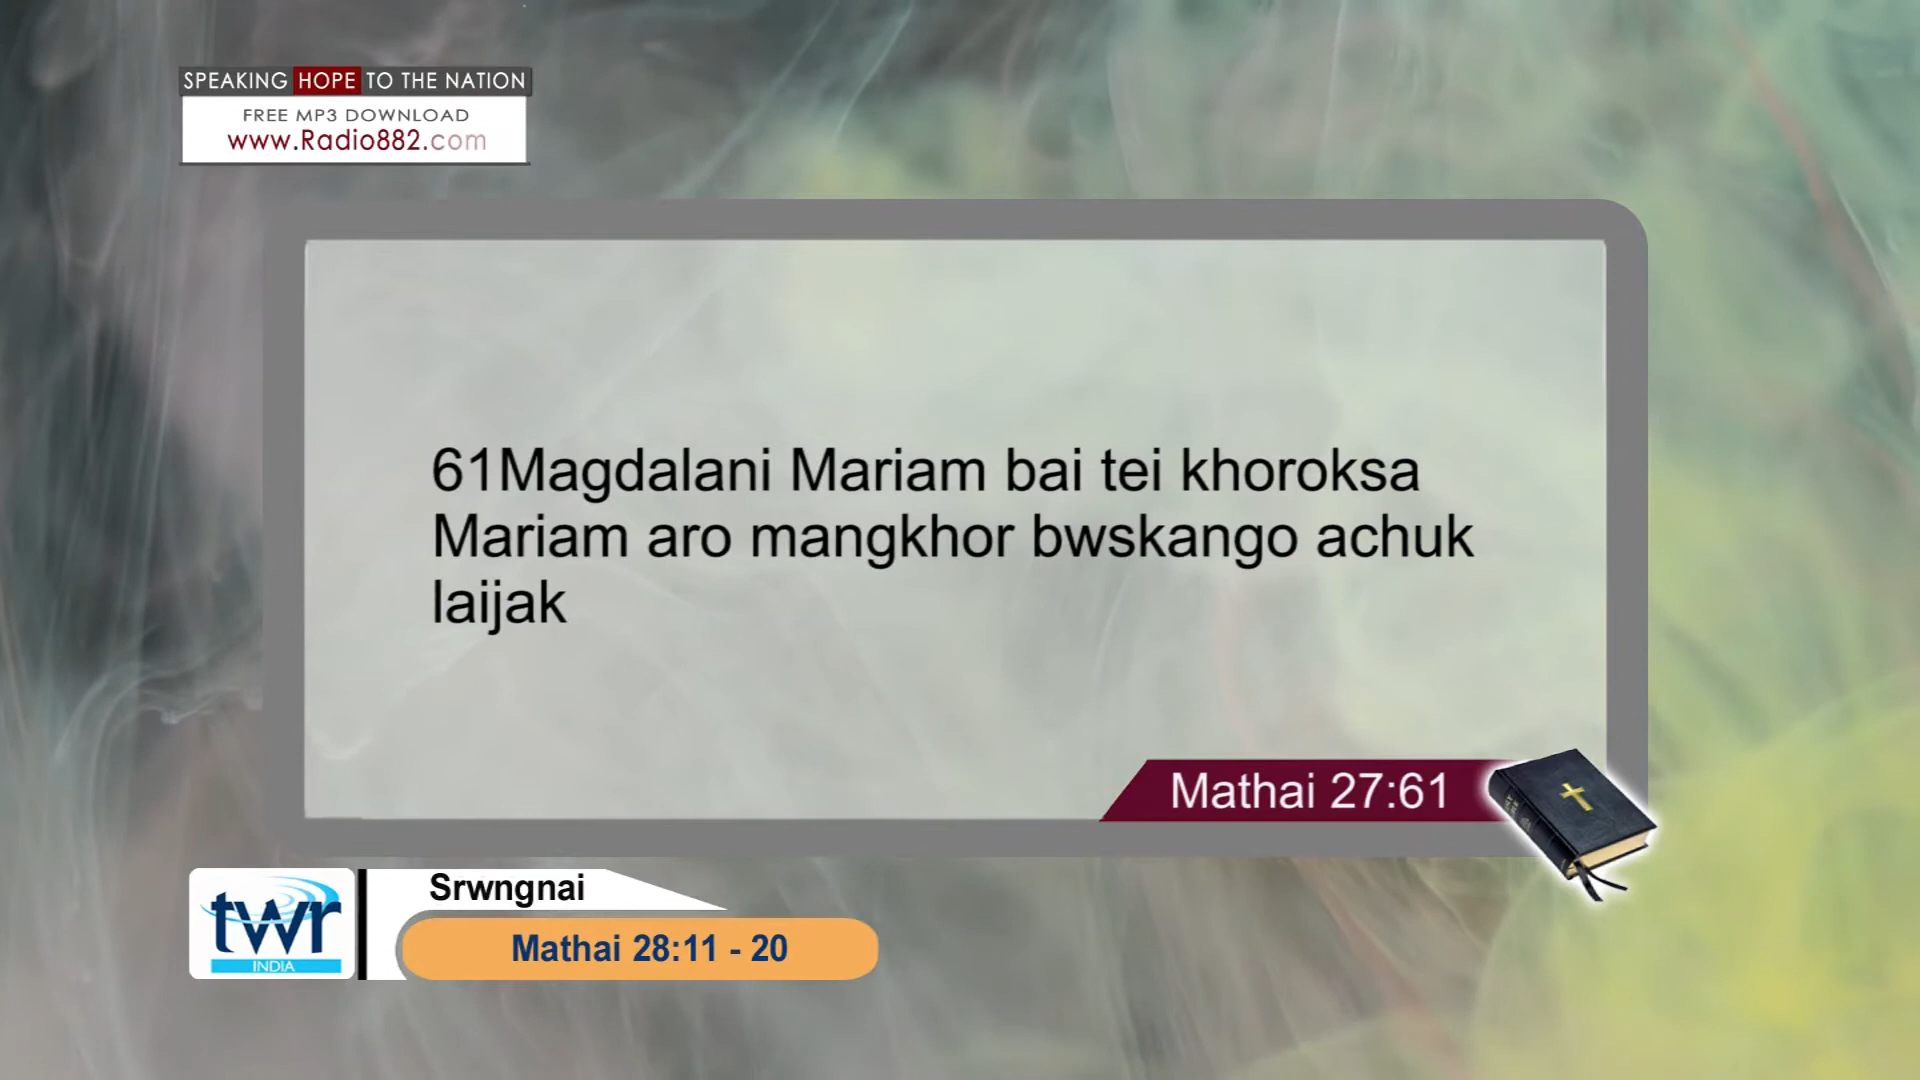 SPEAKING HOPE TO THE NATION
FREE MP3 DOWNLOAD
www.Radio882.com
61Magdalani Mariam bai tei khoroksa
Mariam aro mangkhor bwskango achuk
laijak
Mathai 27:61
twr
INDIA
Srwngnai
Mathai 28:11 - 20